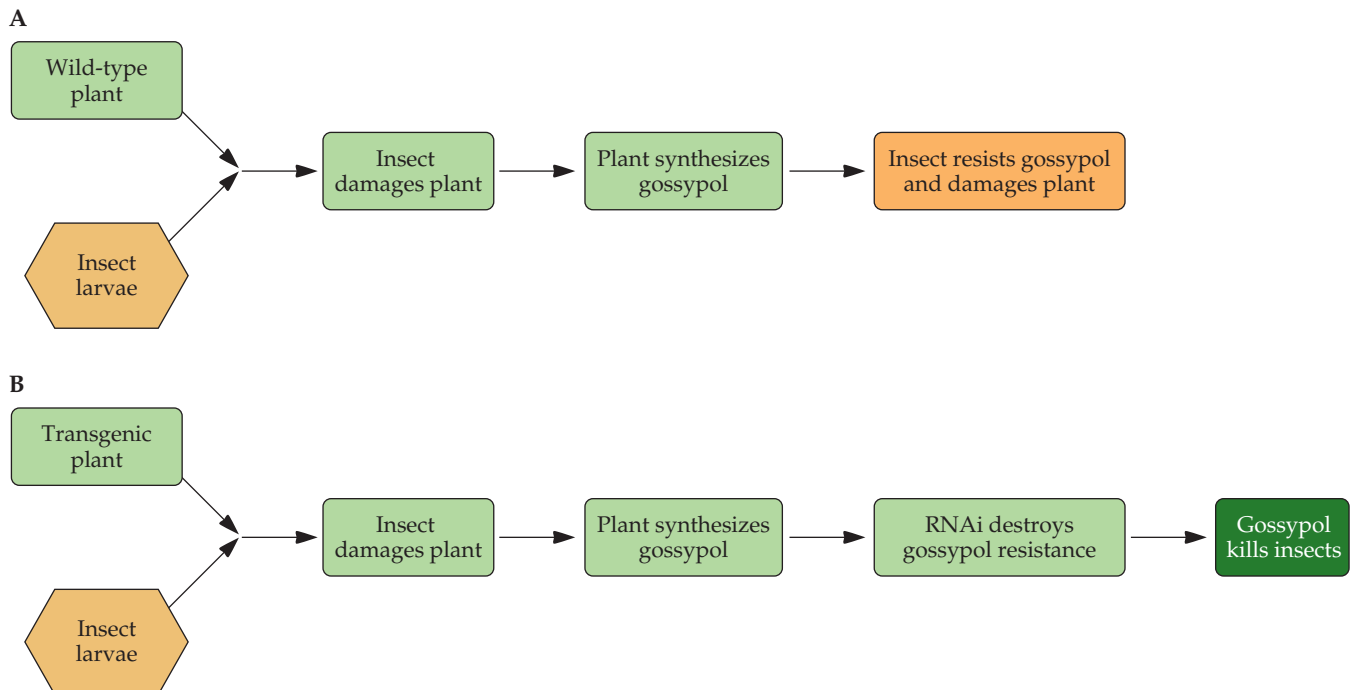 A
Wild-type
plant
Insect
larvae
Insect
damages plant
Plant synthesizes
gossypol
Insect resists gossypol
and damages plant
B
Transgenic
plant
Insect
larvae
Insect
damages plant
Plant synthesizes
gossypol
RNAi destroys
gossypol resistance
Gossypol
kills insects